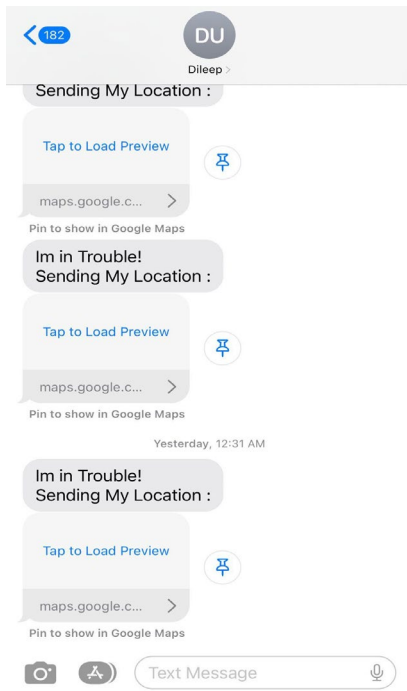 182
DU
Dileep
Sending My Location :
Tap to Load Preview
maps.google.c...
Pin to show in Google Maps
Im in Trouble!
Sending My Location :
Tap to Load Preview
maps.google.c...
Pin to show in Google Maps
Yesterday, 12:31 AM
Im in Trouble!
Sending My Location :
Tap to Load Preview
maps.google.c...
Pin to show in Google Maps
Text Message